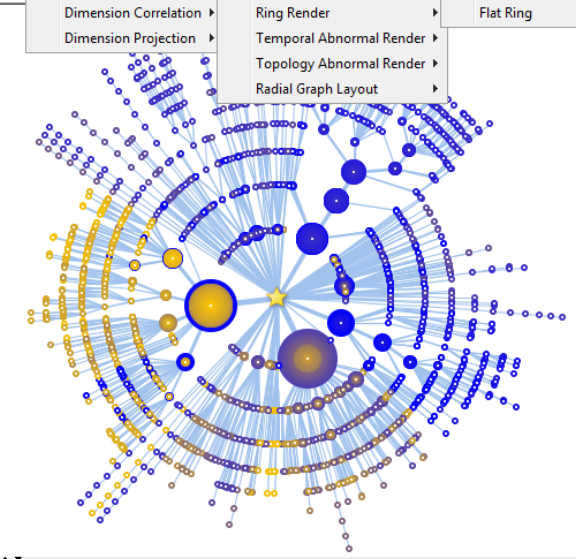 Dimension Correlation
Dimension Projection
Ring Render
Temporal Abnormal Render
Topology Abnormal Render
Radial Graph Layout
Flat Ring